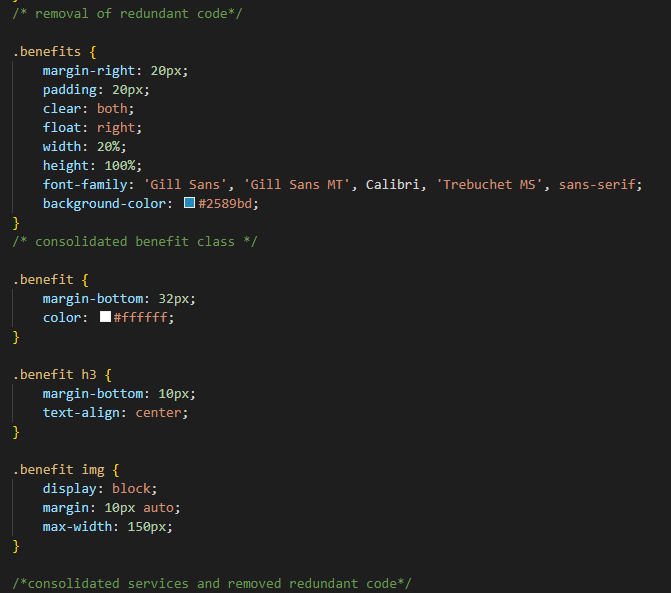 /* removal of redundant code*/
.benefits {
margin-right: 20px;
padding: 20px;
clear: both;
float: right;
width: 20%;
height: 100%;
font-family: 'Gill Sans', 'Gill Sans MT', Calibri, 'Trebuchet MS', sans-serif;
background-color: #2589bd;
}
/* consolidated benefit class */
.benefit {
margin-bottom: 32px;
color: #ffffff;
}
.benefit h3 {
margin-bottom: 10px;
text-align: center;
}
.benefit img {
display: block;
margin: 10px auto;
max-width: 150px;
}
/*consolidated services and removed redundant code*/